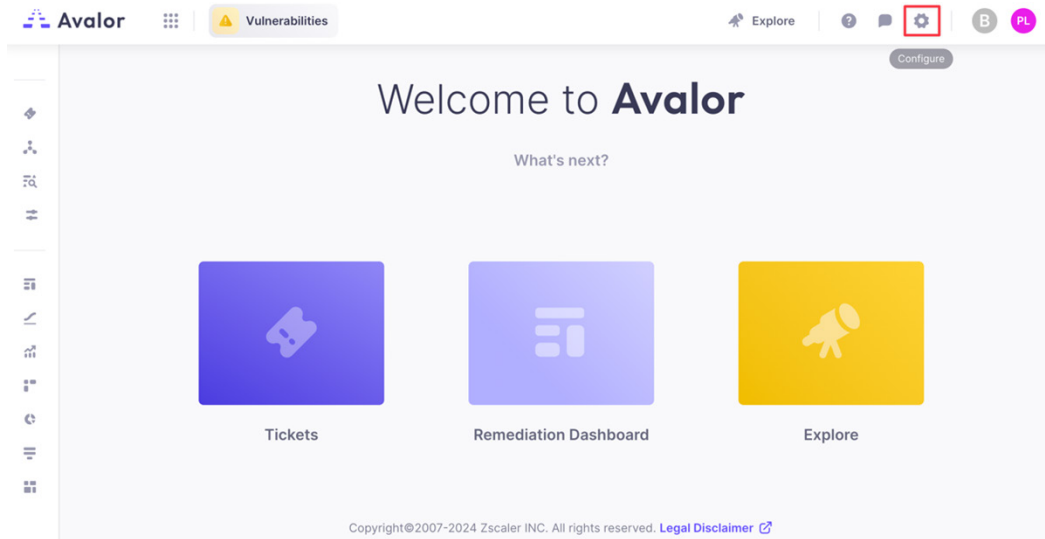 Avalor
Vulnerabilities
Explore
B
PL
Configure
Welcome to Avalor
What's next?
Tickets
Remediation Dashboard
Explore
Copyright©2007-2024 Zscaler INC. All rights reserved. Legal Disclaimer